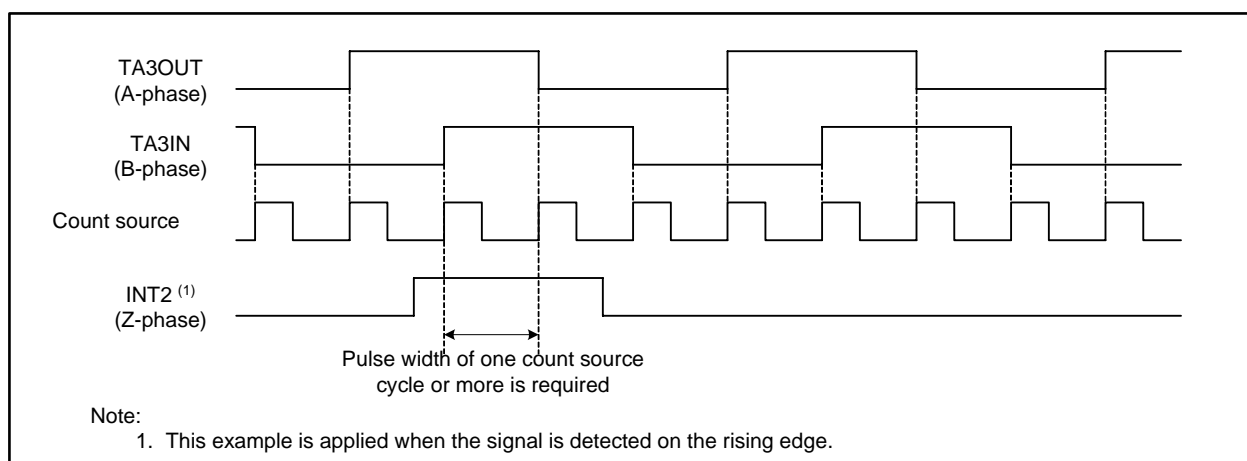 TA3OUT
(A-phase)
TA3IN
(B-phase)
Count source
INT2 (1)
(Z-phase)
Pulse width of one count source
cycle or more is required
Note:
1. This example is applied when the signal is detected on the rising edge.